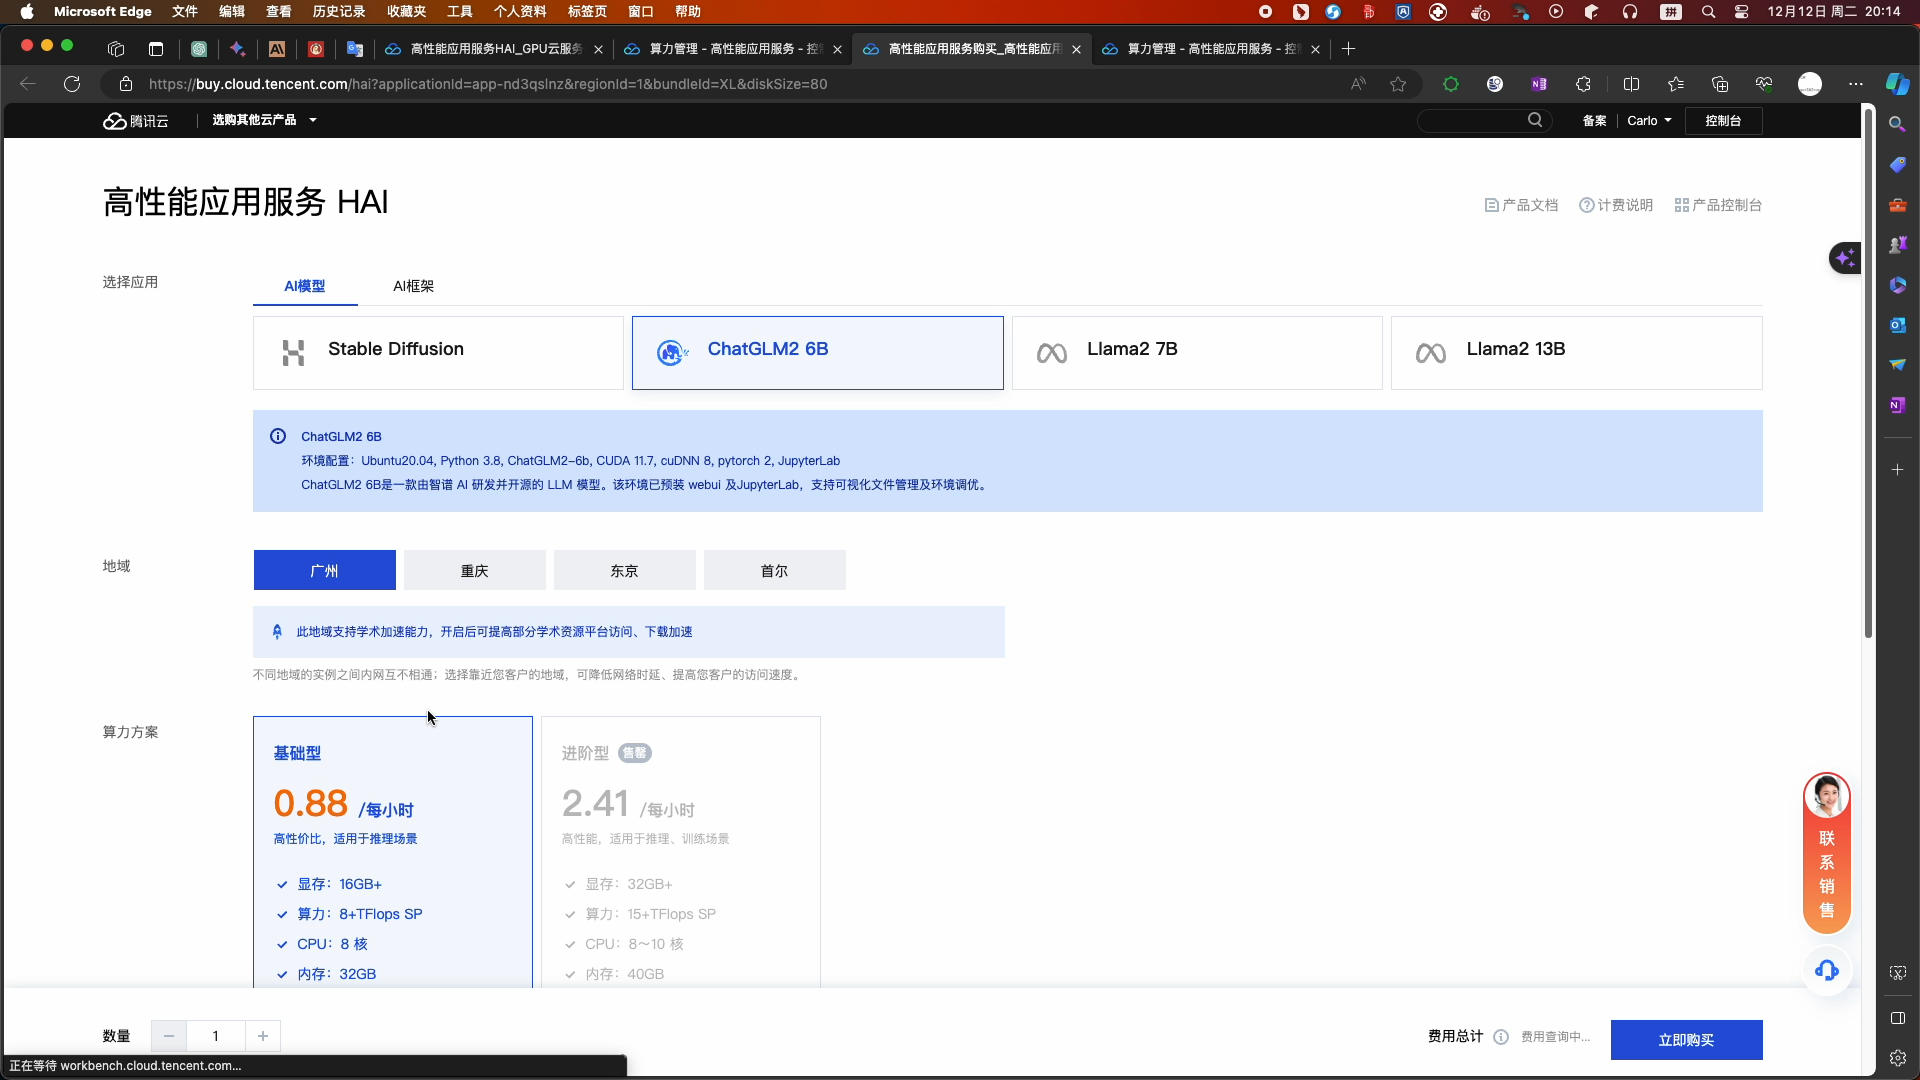 Microsoft Edge 文件 编辑 查看 历史记录 收藏夹 工具 个人资料 标签页 窗口 帮助
拼 12月12日 周二 20:14
高性能应用服务HAI_GPU云服务
算力管理 - 高性能应用服务 - 控
高性能应用服务购买_高性能应用
算力管理 - 高性能应用服务 - 控
https://buy.cloud.tencent.com/hai?applicationId=app-nd3qslnz&regionId=1&bundleId=XL&diskSize=80
腾讯云
选购其他云产品
备案
Carlo
控制台
高性能应用服务 HAI
产品文档
计费说明
产品控制台
选择应用
AI模型
AI框架
Stable Diffusion
ChatGLM2 6B
Llama2 7B
Llama2 13B
ChatGLM2 6B
环境配置：Ubuntu20.04, Python 3.8, ChatGLM2-6b, CUDA 11.7, cuDNN 8, pytorch 2, JupyterLab
ChatGLM2 6B是一款由智谱 AI 研发并开源的 LLM 模型。该环境已预装 webui 及JupyterLab，支持可视化文件管理及环境调优。
地域
广州
重庆
东京
首尔
此地域支持学术加速能力，开启后可提高部分学术资源平台访问、下载加速
不同地域的实例之间内网互不相通；选择靠近您客户的地域，可降低网络时延、提高您客户的访问速度。
算力方案
基础型
0.88 /每小时
高性价比，适用于推理场景
显存：16GB+
算力：8+TFlops SP
CPU：8 核
内存：32GB
进阶型 售罄
2.41 /每小时
高性能，适用于推理、训练场景
显存：32GB+
算力：15+TFlops SP
CPU：8～10 核
内存：40GB
联系销售
数量
1
费用总计
费用查询中...
立即购买
正在等待 workbench.cloud.tencent.com...